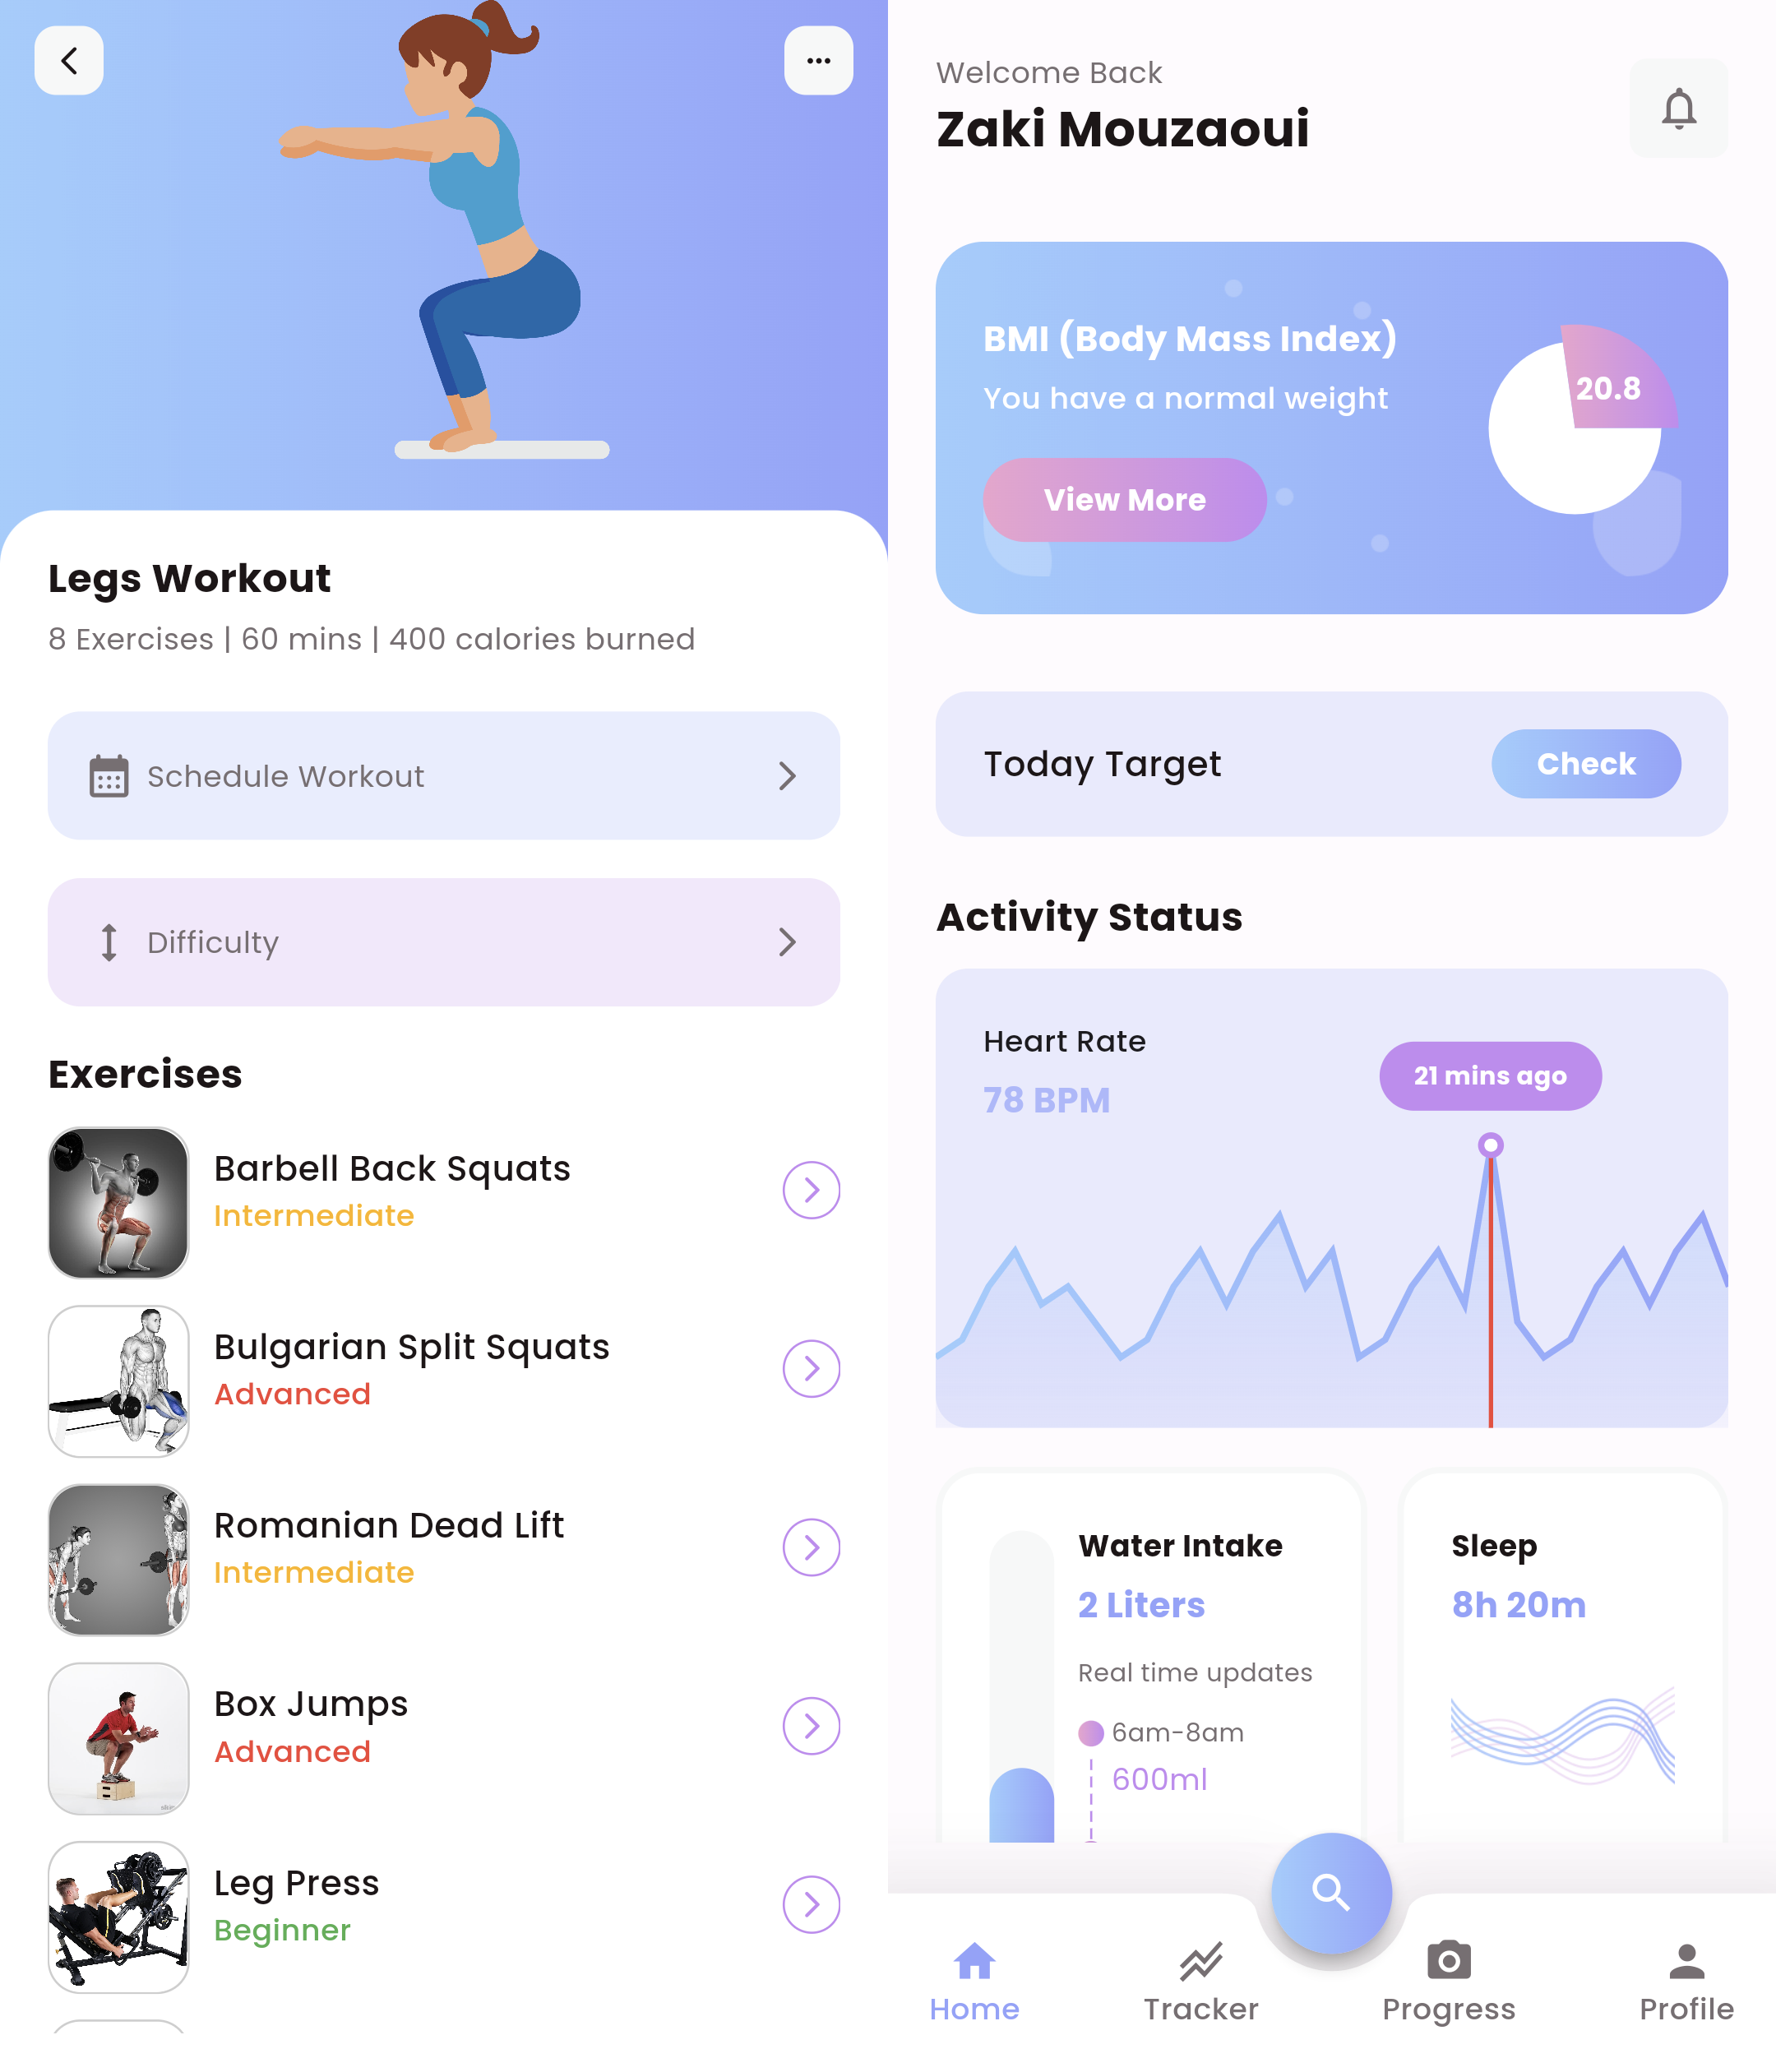 Legs Workout
8 Exercises | 60 mins | 400 calories burned
Schedule Workout
Difficulty
Exercises
Barbell Back Squats
Intermediate
Bulgarian Split Squats
Advanced
Romanian Dead Lift
Intermediate
Box Jumps
Advanced
Leg Press
Beginner
Welcome Back
Zaki Mouzaoui
BMI (Body Mass Index)
You have a normal weight
20.8
View More
Today Target
Check
Activity Status
Heart Rate
78 BPM
21 mins ago
Water Intake
2 Liters
Real time updates
6am-8am
600ml
Sleep
8h 20m
Home
Tracker
Progress
Profile